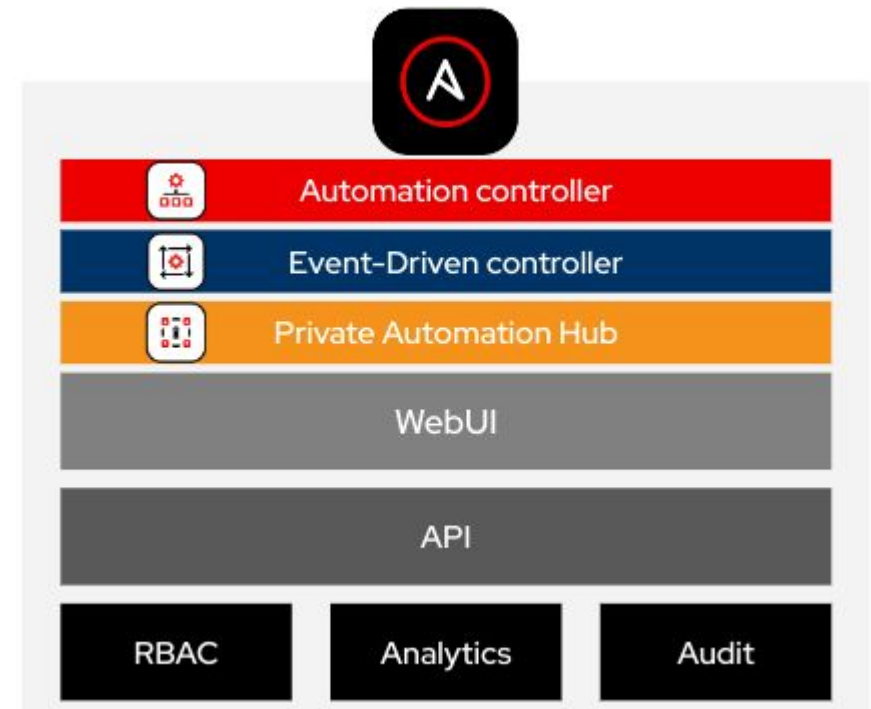 Automation controller
Event-Driven controller
Private Automation Hub
WebUI
API
RBAC Analytics Audit